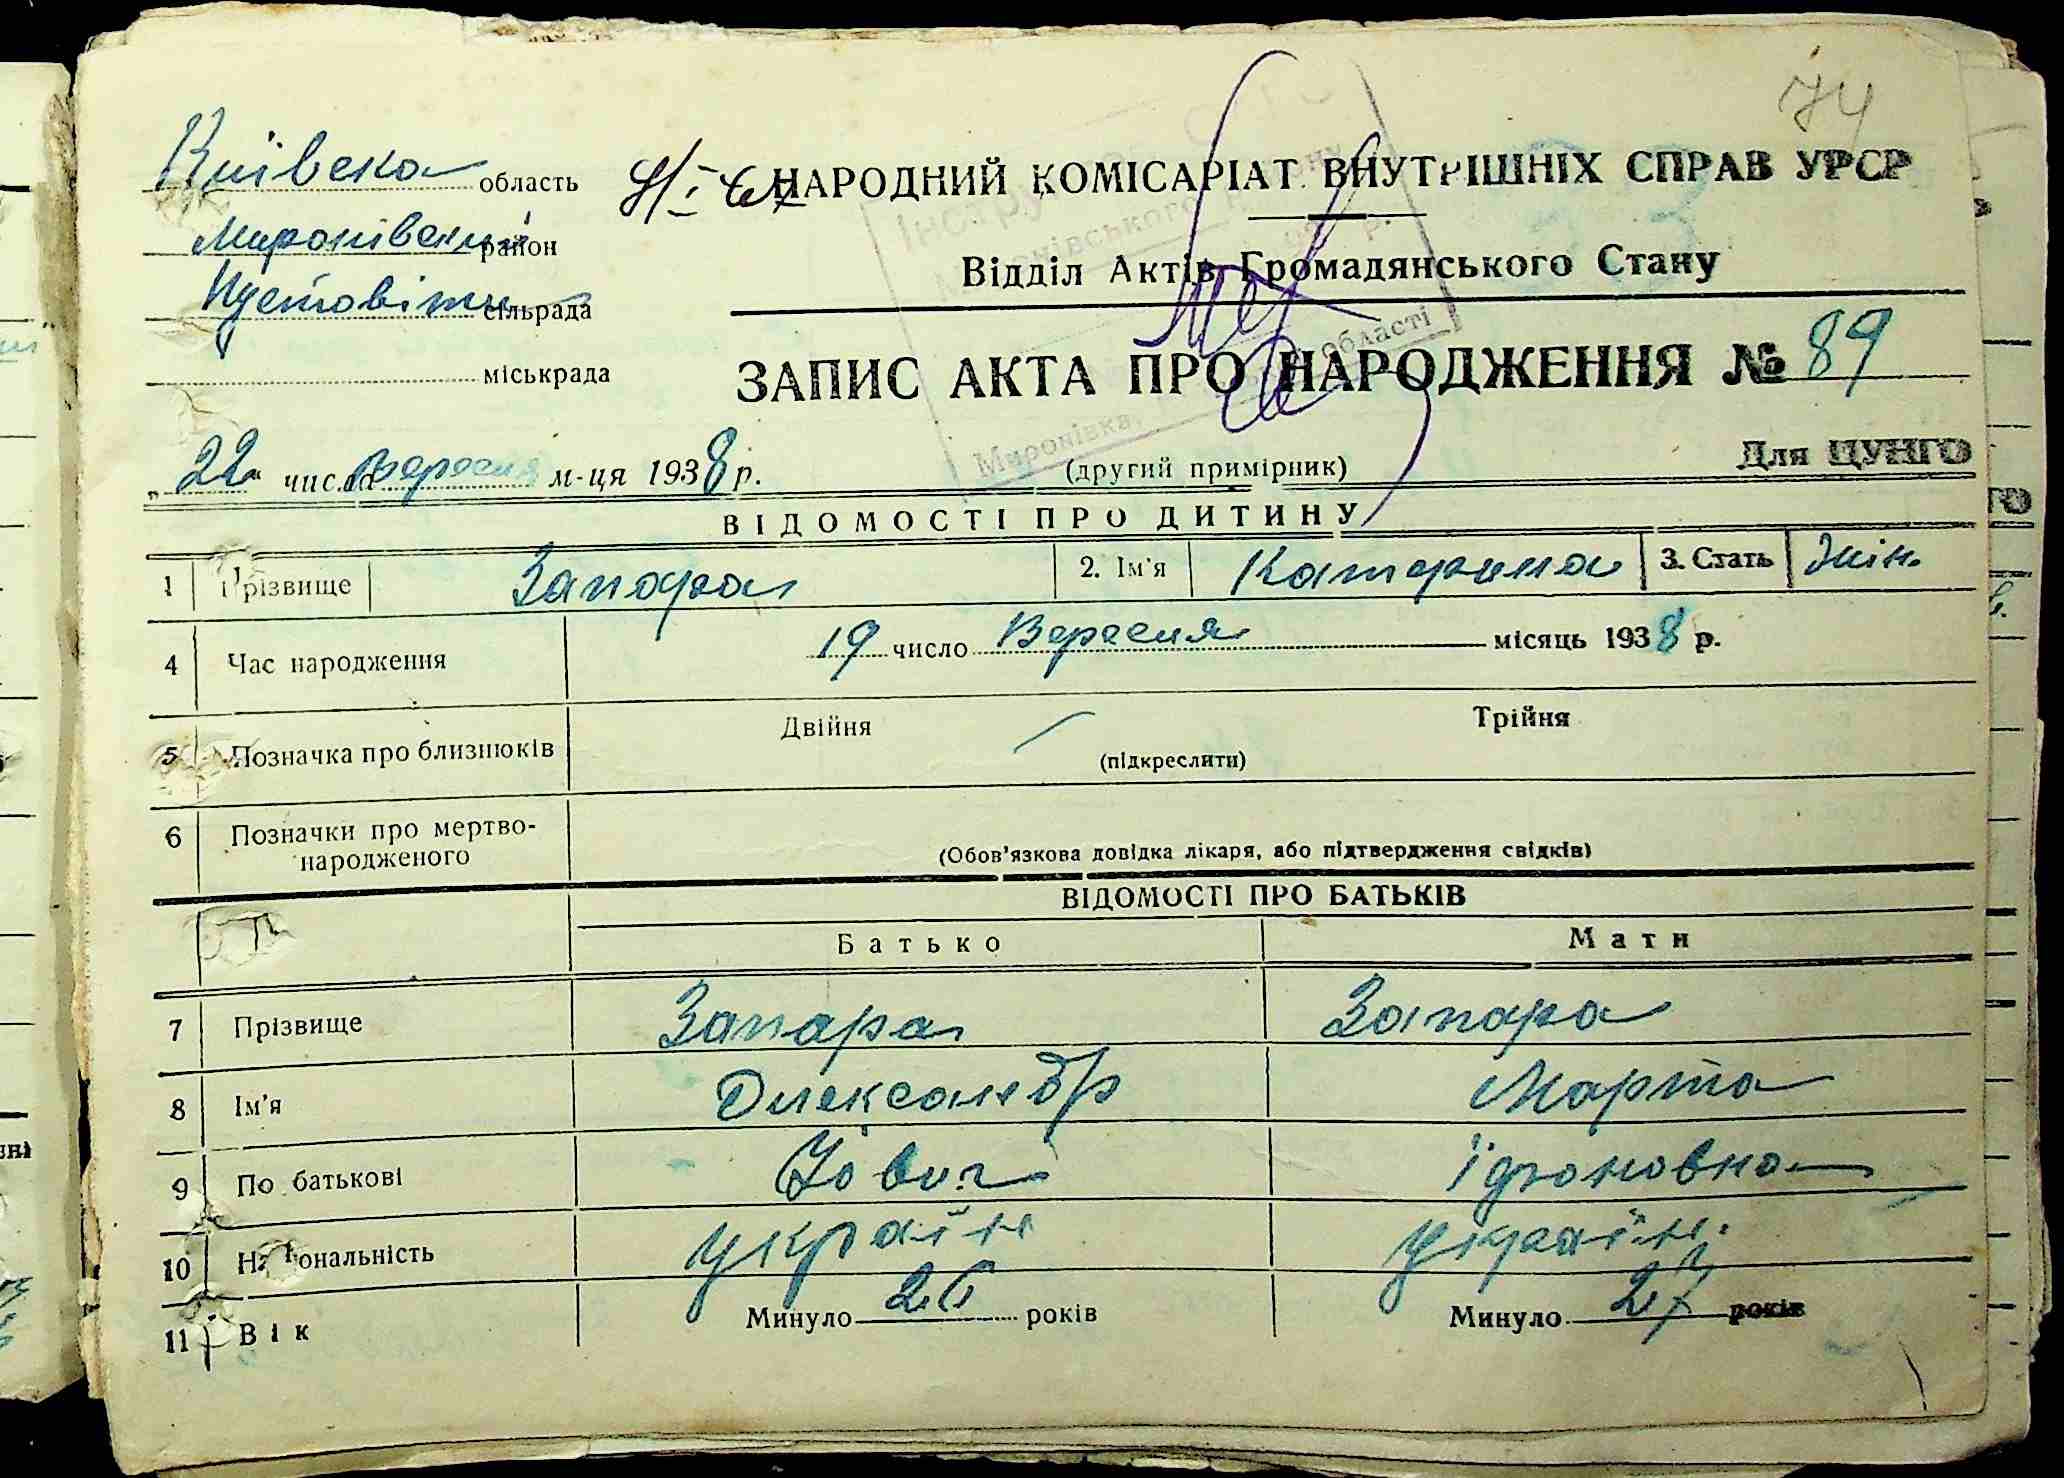 74
Київська область
Миронівський район
Пустовіти сільрада
міськрада
НАРОДНИЙ КОМІСАРІАТ ВНУТРІШНІХ СПРАВ УРСР
Відділ Актів Громадянського Стану
ЗАПИС АКТА ПРО НАРОДЖЕННЯ № 89
„22“ числа Вересня м-ця 1938 р.
(другий примірник)
Для ЦУНГО
ВІДОМОСТІ ПРО ДИТИНУ
1 Прізвище Запара 2. Ім'я Катерина 3. Стать жін.
4 Час народження 19 число Вересня місяць 1938 р.
5 Позначка про близнюків Двійня Трійня
(підкреслити)
6 Позначки про мертво-
народженого
(Обов'язкова довідка лікаря, або підтвердження свідків)
ВІДОМОСТІ ПРО БАТЬКІВ
Батько Мати
7 Прізвище Запара Запара
8 Ім'я Олександр Марта
9 По батькові
10 Національність україн україн.
11 Вік Минуло 26 років Минуло 27 років